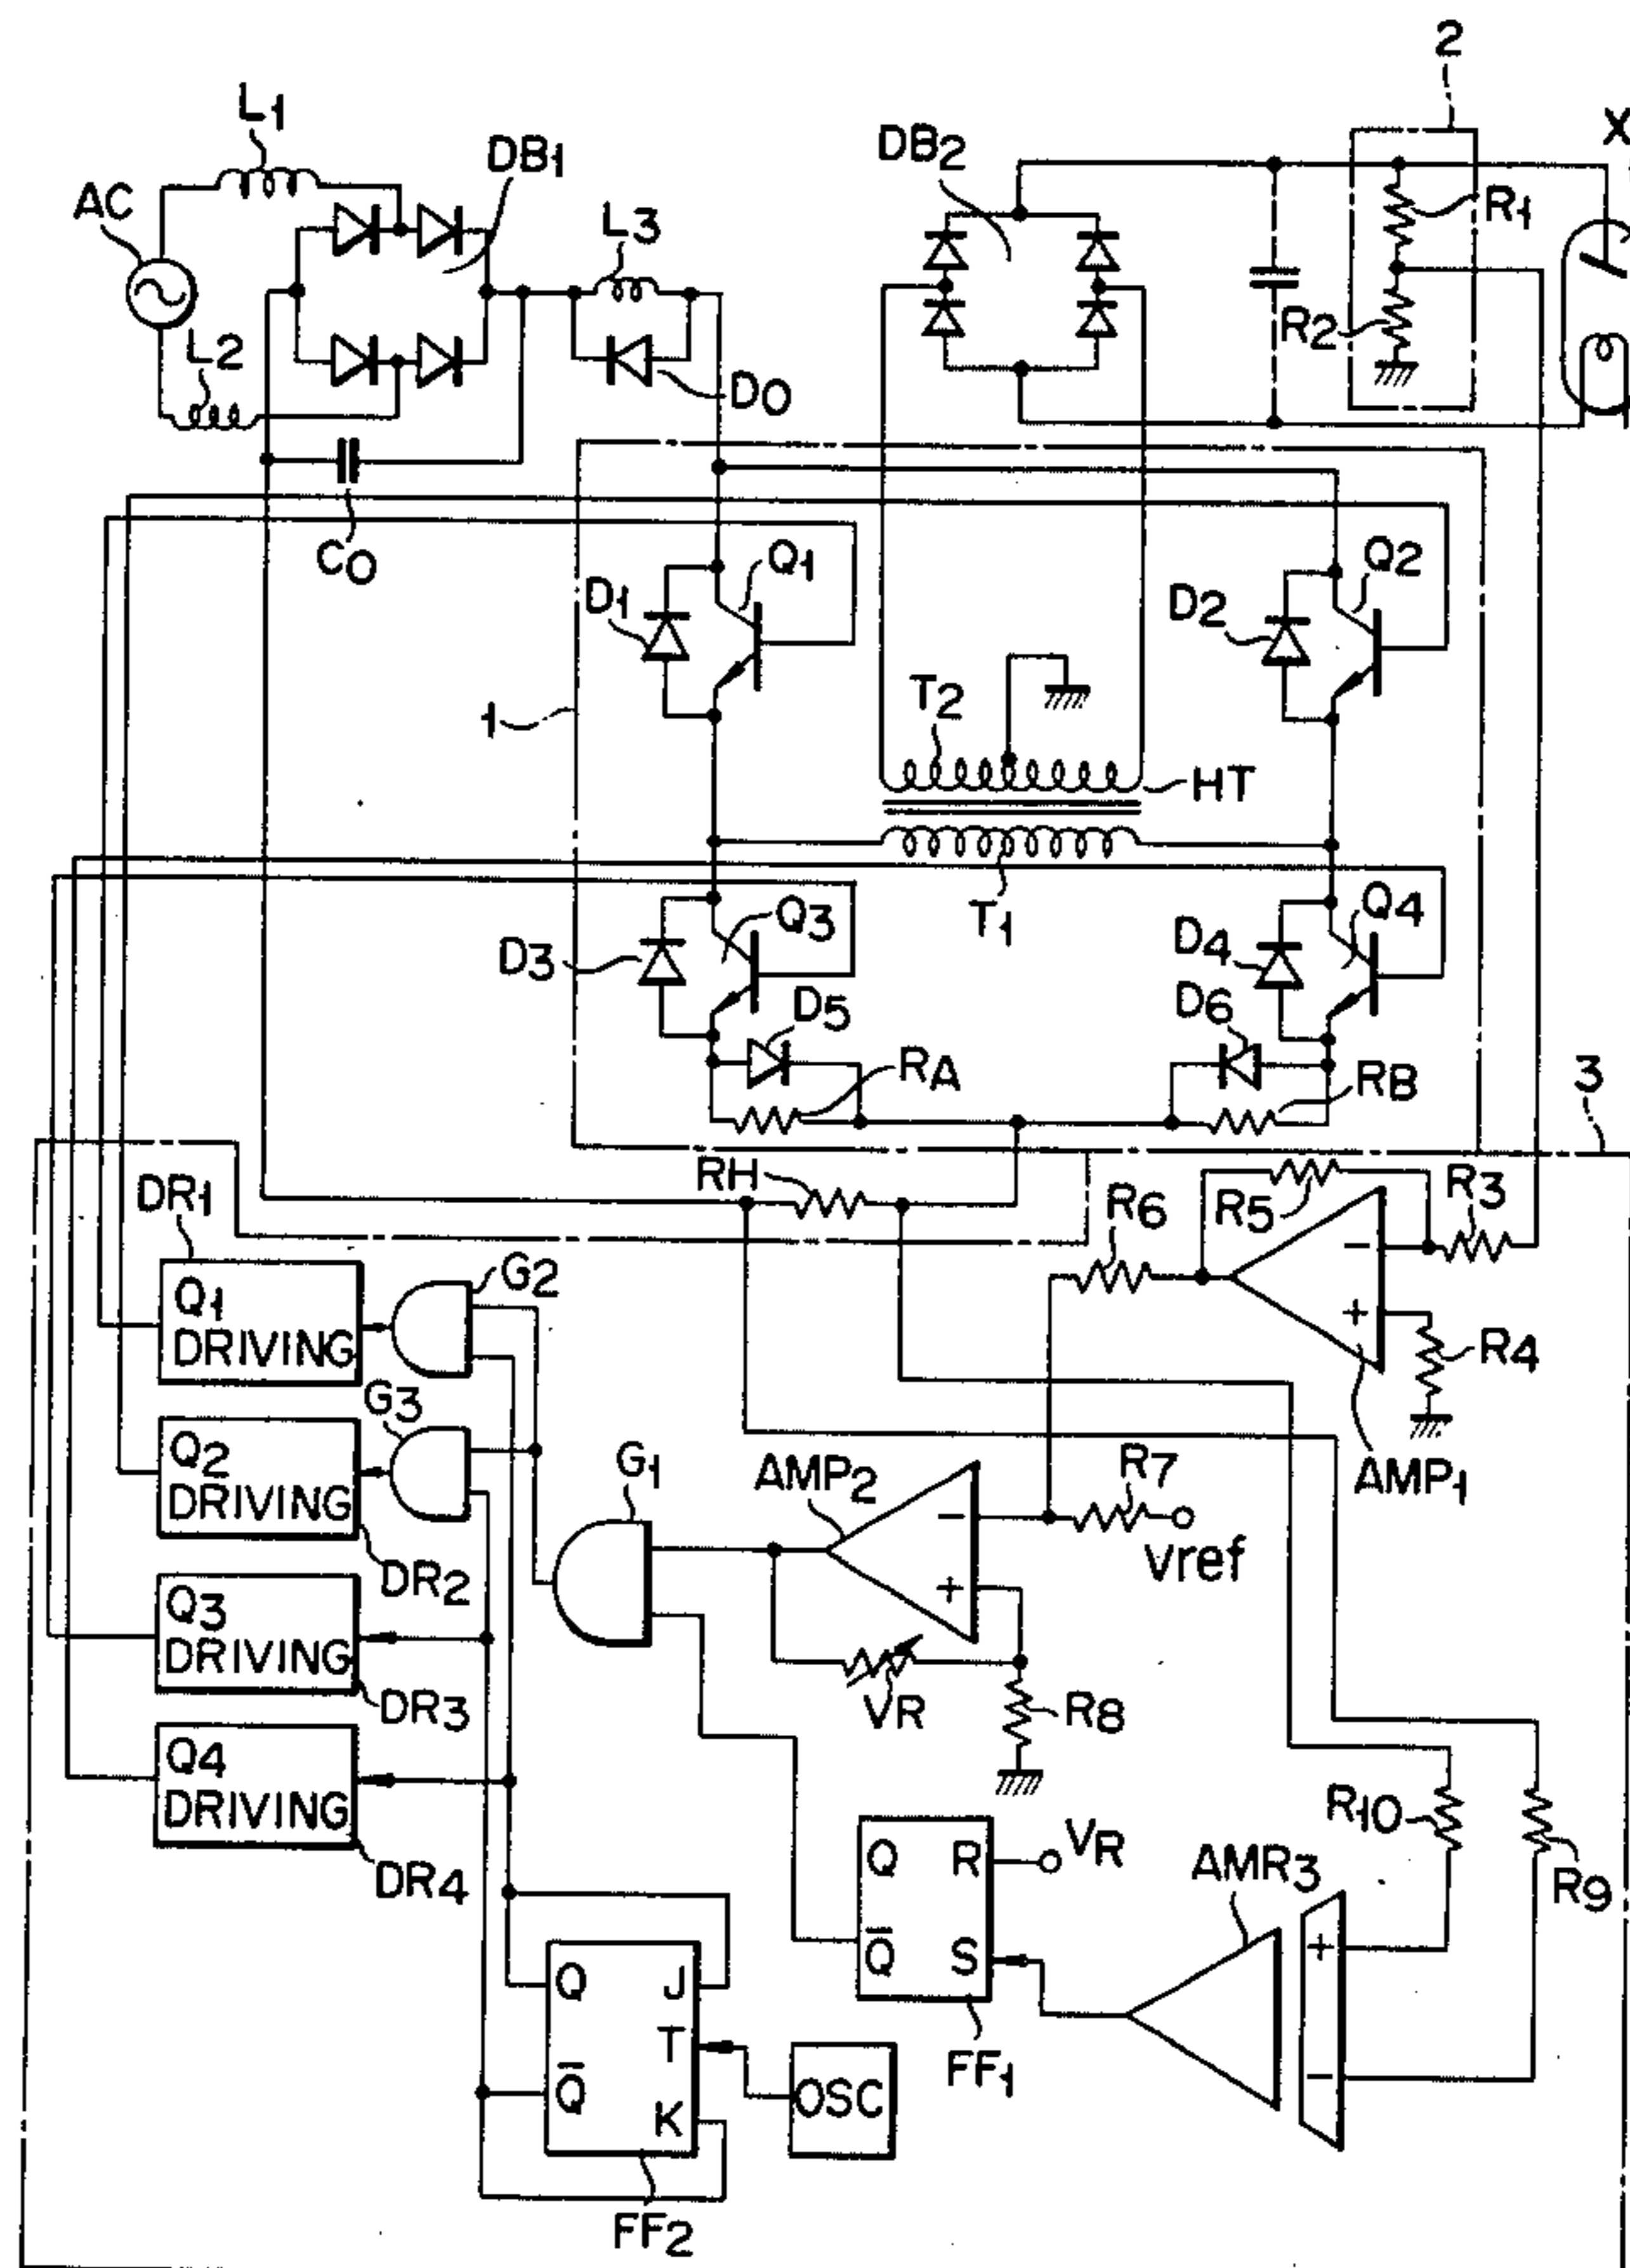 2
L1
X
DB1
DB2
AC
L3
R1
L2
R2
D0
C0
Q1
Q2
D1
D2
T2
1
HT
T1
Q3
Q4
D3
D4
D5
D6
RA
RB
3
RH
R3
DR1
R6
R5
G2
Q1
DRIVING
R4
G3
Q2
DRIVING
G1
AMP2
R7
AMP1
Vref
DR2
Q3
DRIVING
DR3
VR
R8
Q4
DRIVING
R10
DR4
Q R
VR
AMR3
R9
Q̅ S
Q J
T
FF1
Q̅
K
OSC
FF2
− +
− +
+ −